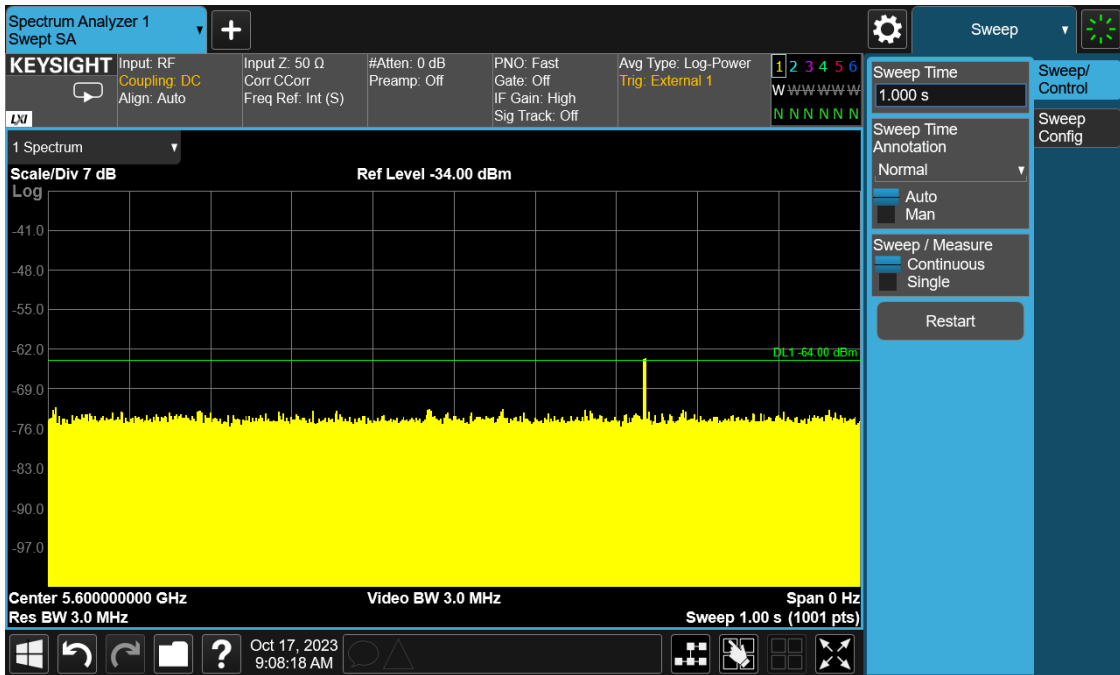 Spectrum Analyzer 1
Swept SA
+
Sweep
KEYSIGHT
LXI
Input: RF
Coupling: DC
Align: Auto
Input Z: 50 Ω
Corr CCorr
Freq Ref: Int (S)
#Atten: 0 dB
Preamp: Off
PNO: Fast
Gate: Off
IF Gain: High
Sig Track: Off
Avg Type: Log-Power
Trig: External 1
1 2 3 4 5 6
W W W W W W
N N N N N N
1 Spectrum
Scale/Div 7 dB
Ref Level -34.00 dBm
Log
-41.0
-48.0
-55.0
-62.0
-69.0
-76.0
-83.0
-90.0
-97.0
DL1 -64.00 dBm
Center 5.600000000 GHz
Video BW 3.0 MHz
Span 0 Hz
Res BW 3.0 MHz
Sweep 1.00 s (1001 pts)
Sweep Time
1.000 s
Sweep Time
Annotation
Normal
Auto
Man
Sweep / Measure
Continuous
Single
Restart
Sweep/
Control
Sweep
Config
?
Oct 17, 2023
9:08:18 AM